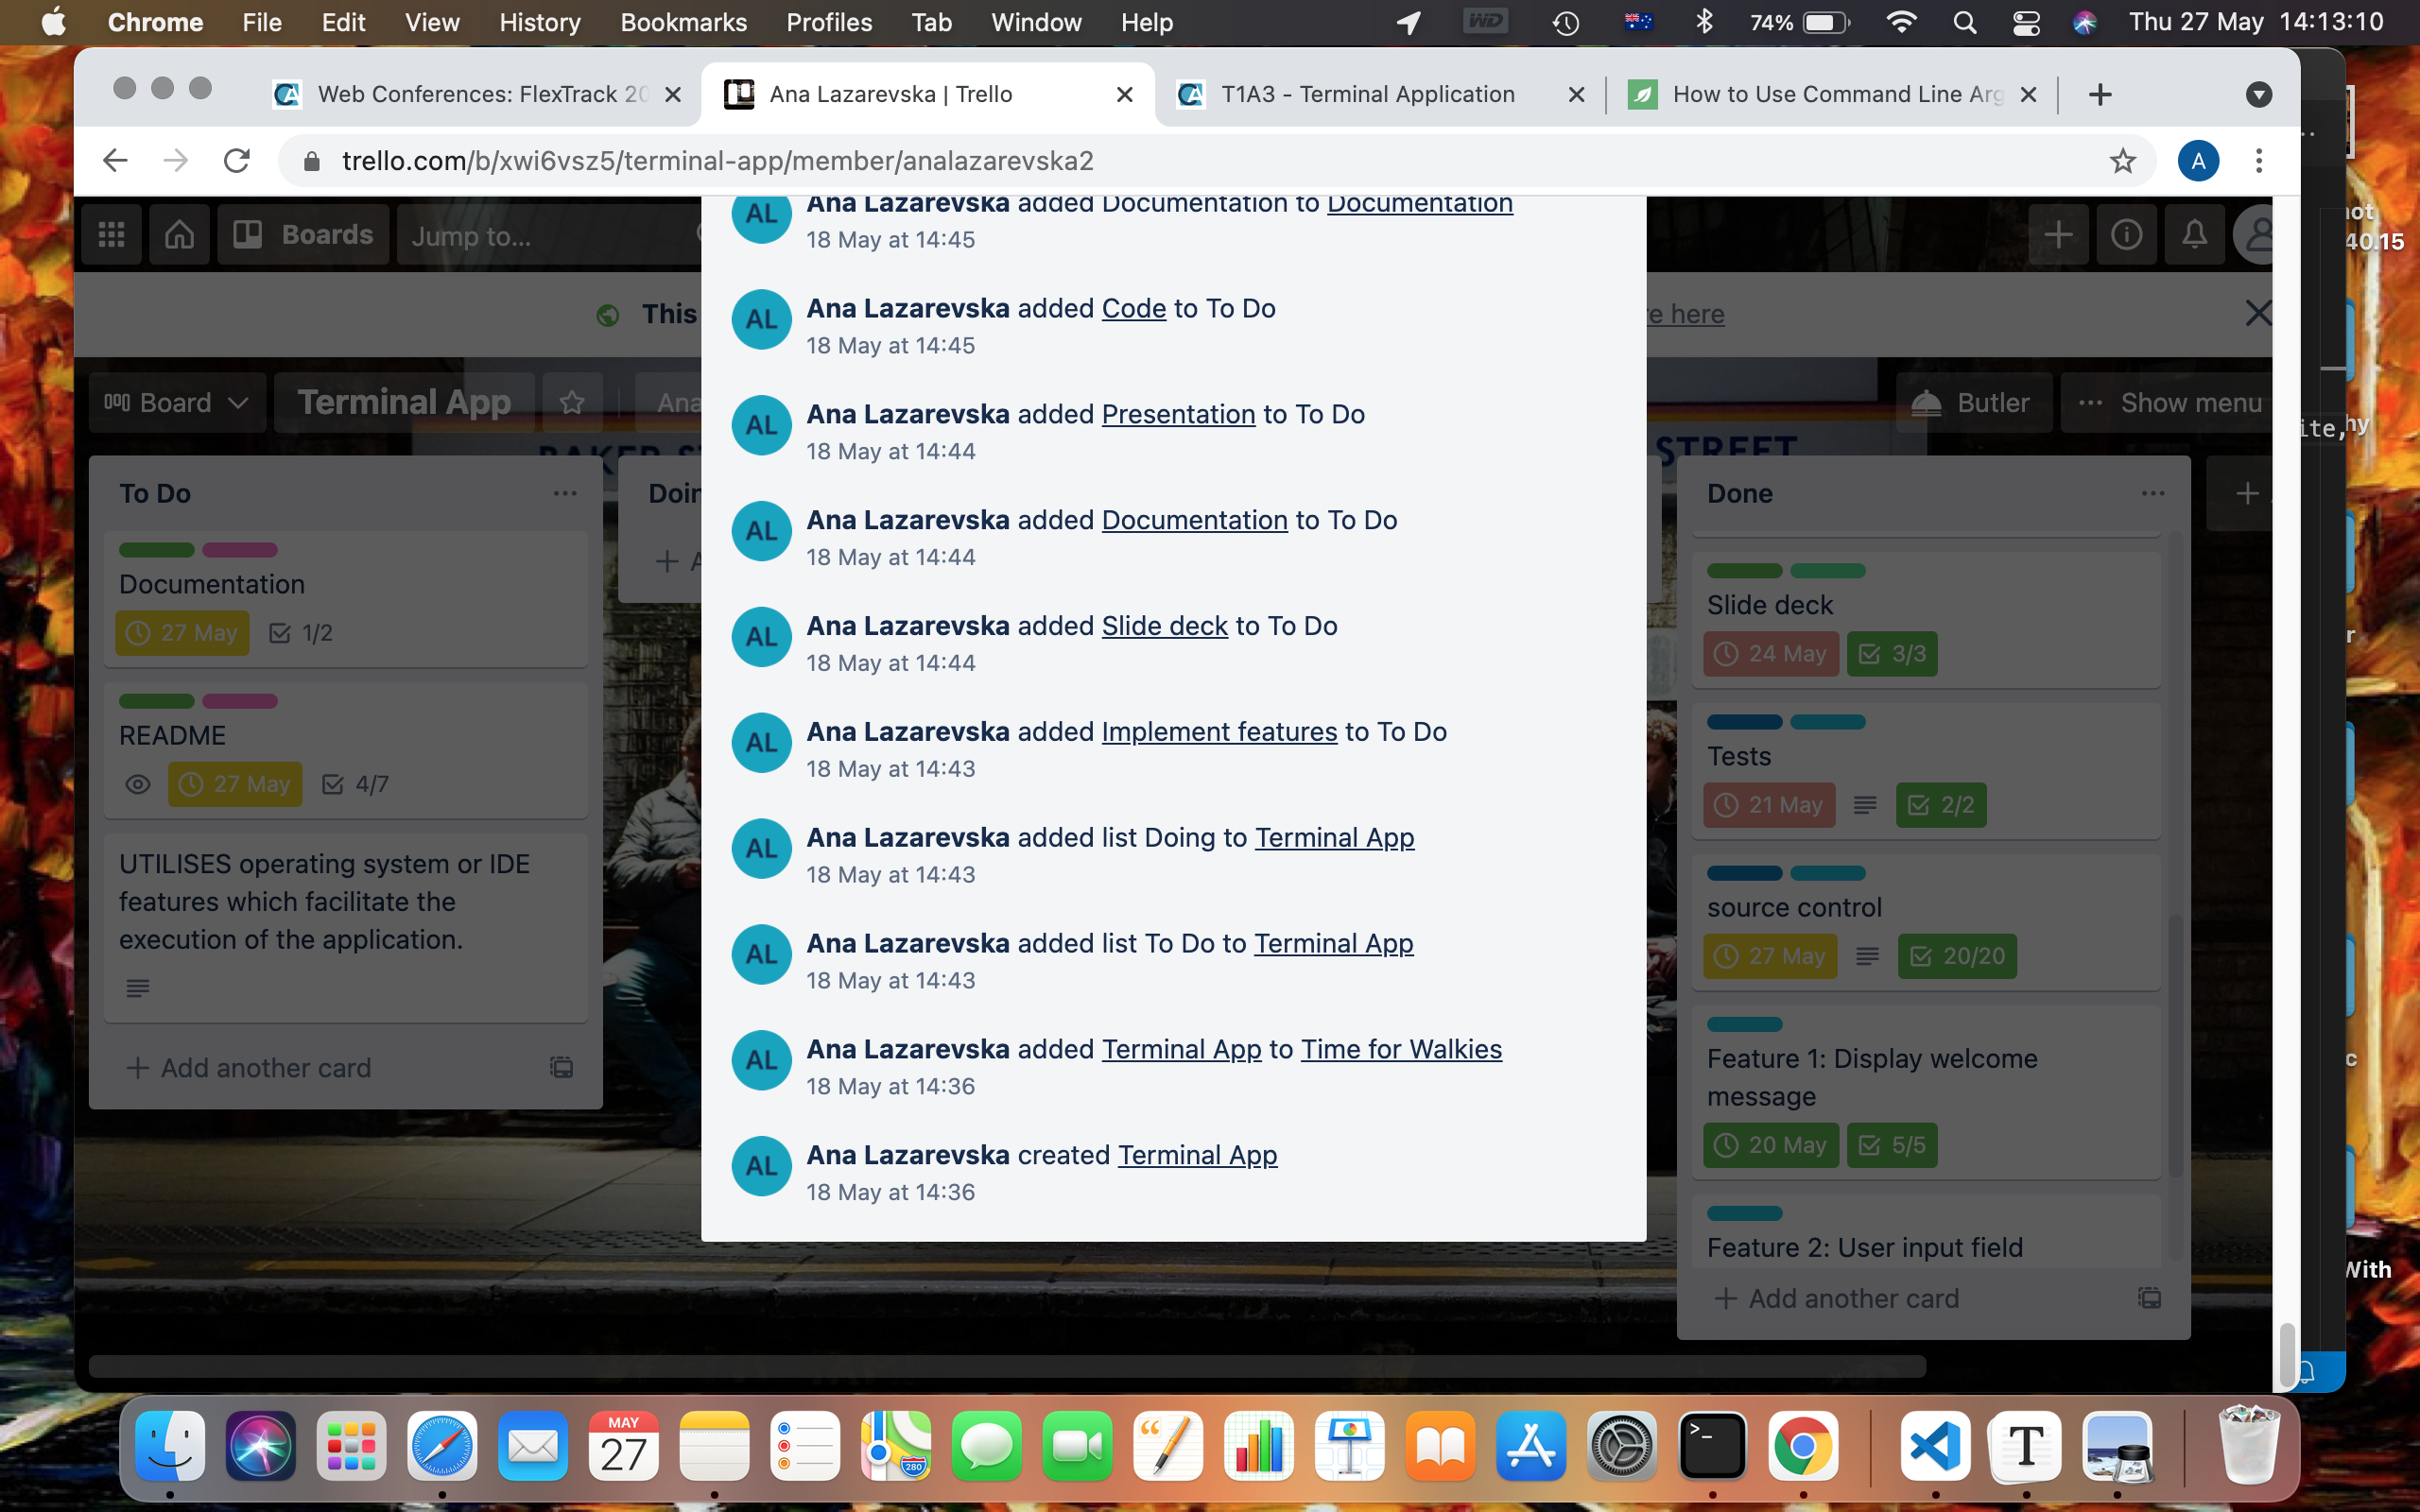 Chrome File Edit View History Bookmarks Profiles Tab Window Help WD 74% Thu 27 May 14:13:10
Web Conferences: FlexTrack 20
Ana Lazarevska | Trello
T1A3 - Terminal Application
How to Use Command Line Arg
trello.com/b/xwi6vsz5/terminal-app/member/analazarevska2
A
Boards
Jump to...
This
re here
Board
Terminal App
Ana
Butler
Show menu
BAKER ST
STREET
To Do
Documentation
27 May 1/2
README
27 May 4/7
UTILISES operating system or IDE
features which facilitate the
execution of the application.
+ Add another card
Doin
+ A
AL Ana Lazarevska added Documentation to Documentation
18 May at 14:45
AL Ana Lazarevska added Code to To Do
18 May at 14:45
AL Ana Lazarevska added Presentation to To Do
18 May at 14:44
AL Ana Lazarevska added Documentation to To Do
18 May at 14:44
AL Ana Lazarevska added Slide deck to To Do
18 May at 14:44
AL Ana Lazarevska added Implement features to To Do
18 May at 14:43
AL Ana Lazarevska added list Doing to Terminal App
18 May at 14:43
AL Ana Lazarevska added list To Do to Terminal App
18 May at 14:43
AL Ana Lazarevska added Terminal App to Time for Walkies
18 May at 14:36
AL Ana Lazarevska created Terminal App
18 May at 14:36
Done
Slide deck
24 May 3/3
Tests
21 May 2/2
source control
27 May 20/20
Feature 1: Display welcome
message
20 May 5/5
Feature 2: User input field
+ Add another card
40.15
ite,
hy
With
MAY
27
280
T